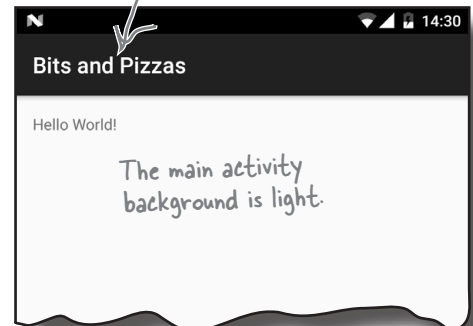 N 14:30
Bits and Pizzas
Hello World!
The main activity
background is light.